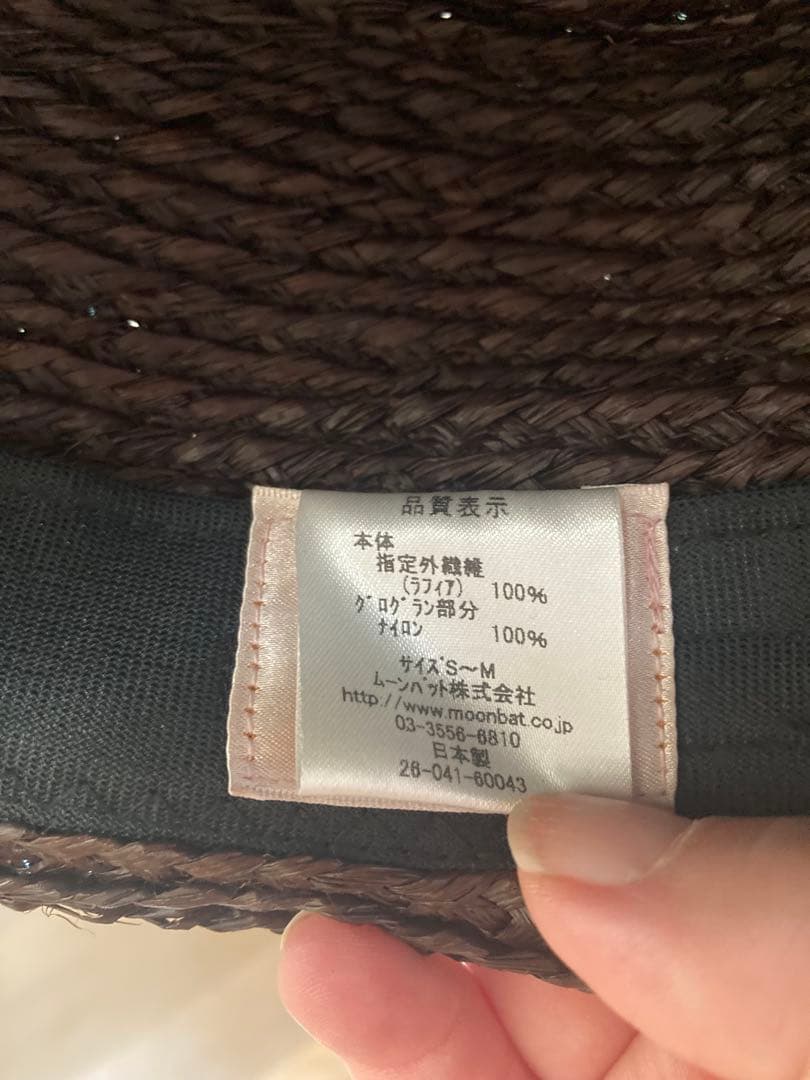 品質表示
本体
指定外繊維
(ラフィア) 100%
グログラン部分
ナイロン 100%
サイズS~M
ムーンバット株式会社
http://www.moonbat.co.jp
03-3556-6810
日本製
26-041-60043